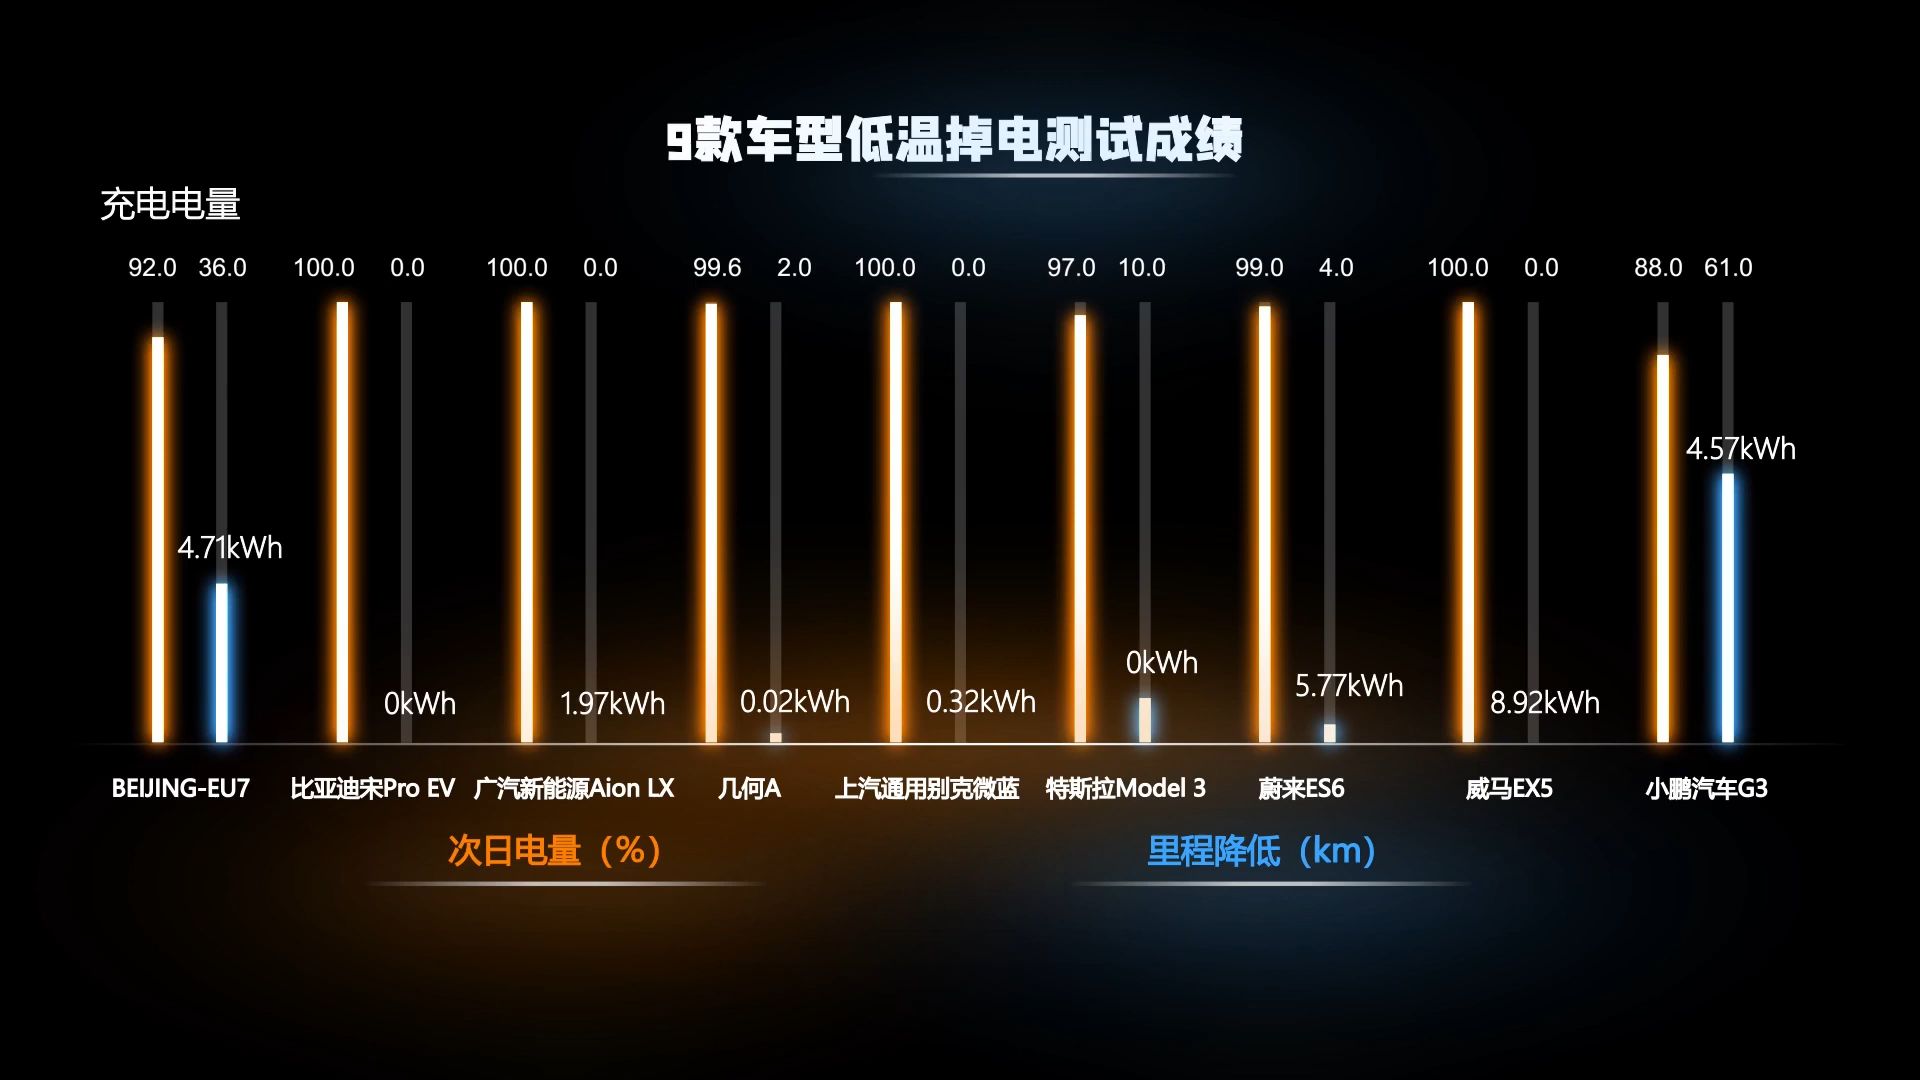 9款车型低温掉电测试成绩
充电电量
92.0 36.0 100.0 0.0 100.0 0.0 99.6 2.0 100.0 0.0 97.0 10.0 99.0 4.0 100.0 0.0 88.0 61.0
4.57kWh
4.71kWh
0kWh
5.77kWh
0kWh 1.97kWh 0.02kWh 0.32kWh 8.92kWh
BEIJING-EU7 比亚迪宋Pro EV 广汽新能源Aion LX 几何A 上汽通用别克微蓝 特斯拉Model 3 蔚来ES6 威马EX5 小鹏汽车G3
次日电量（%） 里程降低（km）